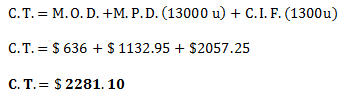 C.T. = M.O.D. +M.P.D. (13000 u) + C.I.F. (1300u)
C.T. = $ 636 + $ 1132.95 + $2057.25
C.T. = $ 2281.10